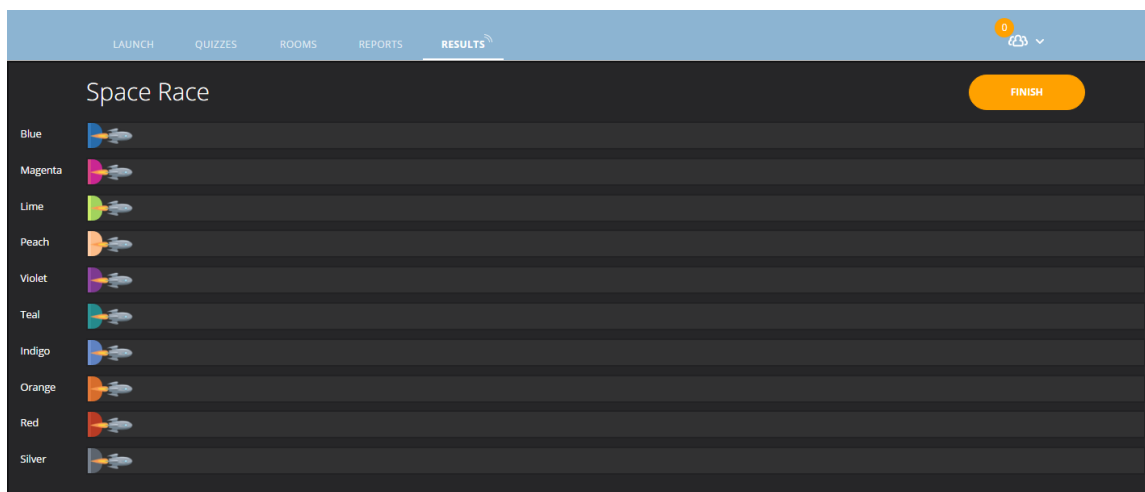 0
LAUNCH QUIZZES ROOMS REPORTS RESULTS
Space Race
FINISH
Blue
Magenta
Lime
Peach
Violet
Teal
Indigo
Orange
Red
Silver